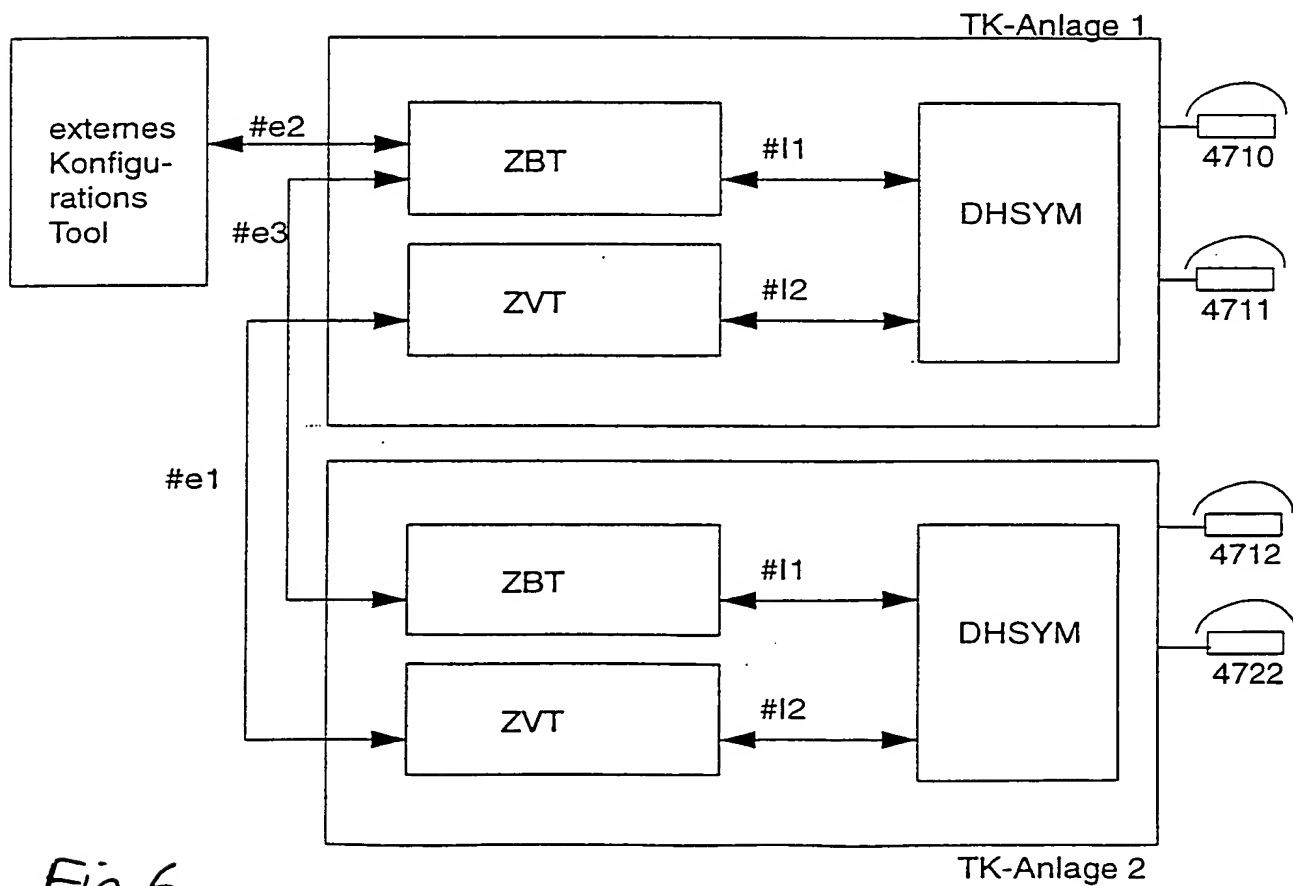 TK-Anlage 1
externes
Konfigu-
rations
Tool
#e2
ZBT
#I1
DHSYM
4710
#e3
ZVT
#I2
4711
#e1
ZBT
#I1
DHSYM
4712
ZVT
#I2
4722
TK-Anlage 2
Fig. 6